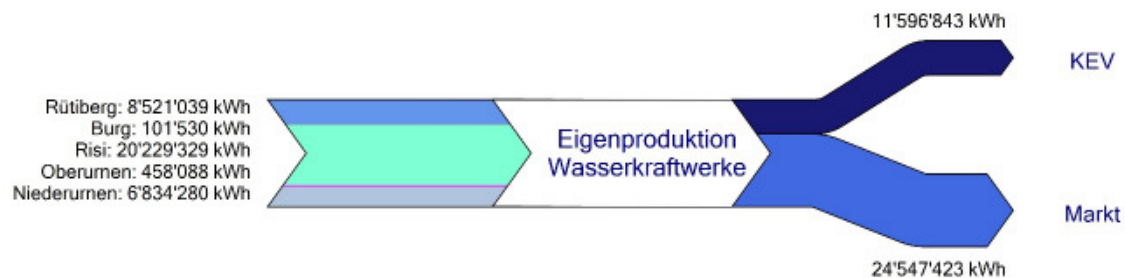 11'596'843 kWh
KEV
Rütiberg: 8'521'039 kWh
Burg: 101'530 kWh
Risi: 20'229'329 kWh
Oberurnen: 458'088 kWh
Niederurnen: 6'834'280 kWh
Eigenproduktion
Wasserkraftwerke
Markt
24'547'423 kWh